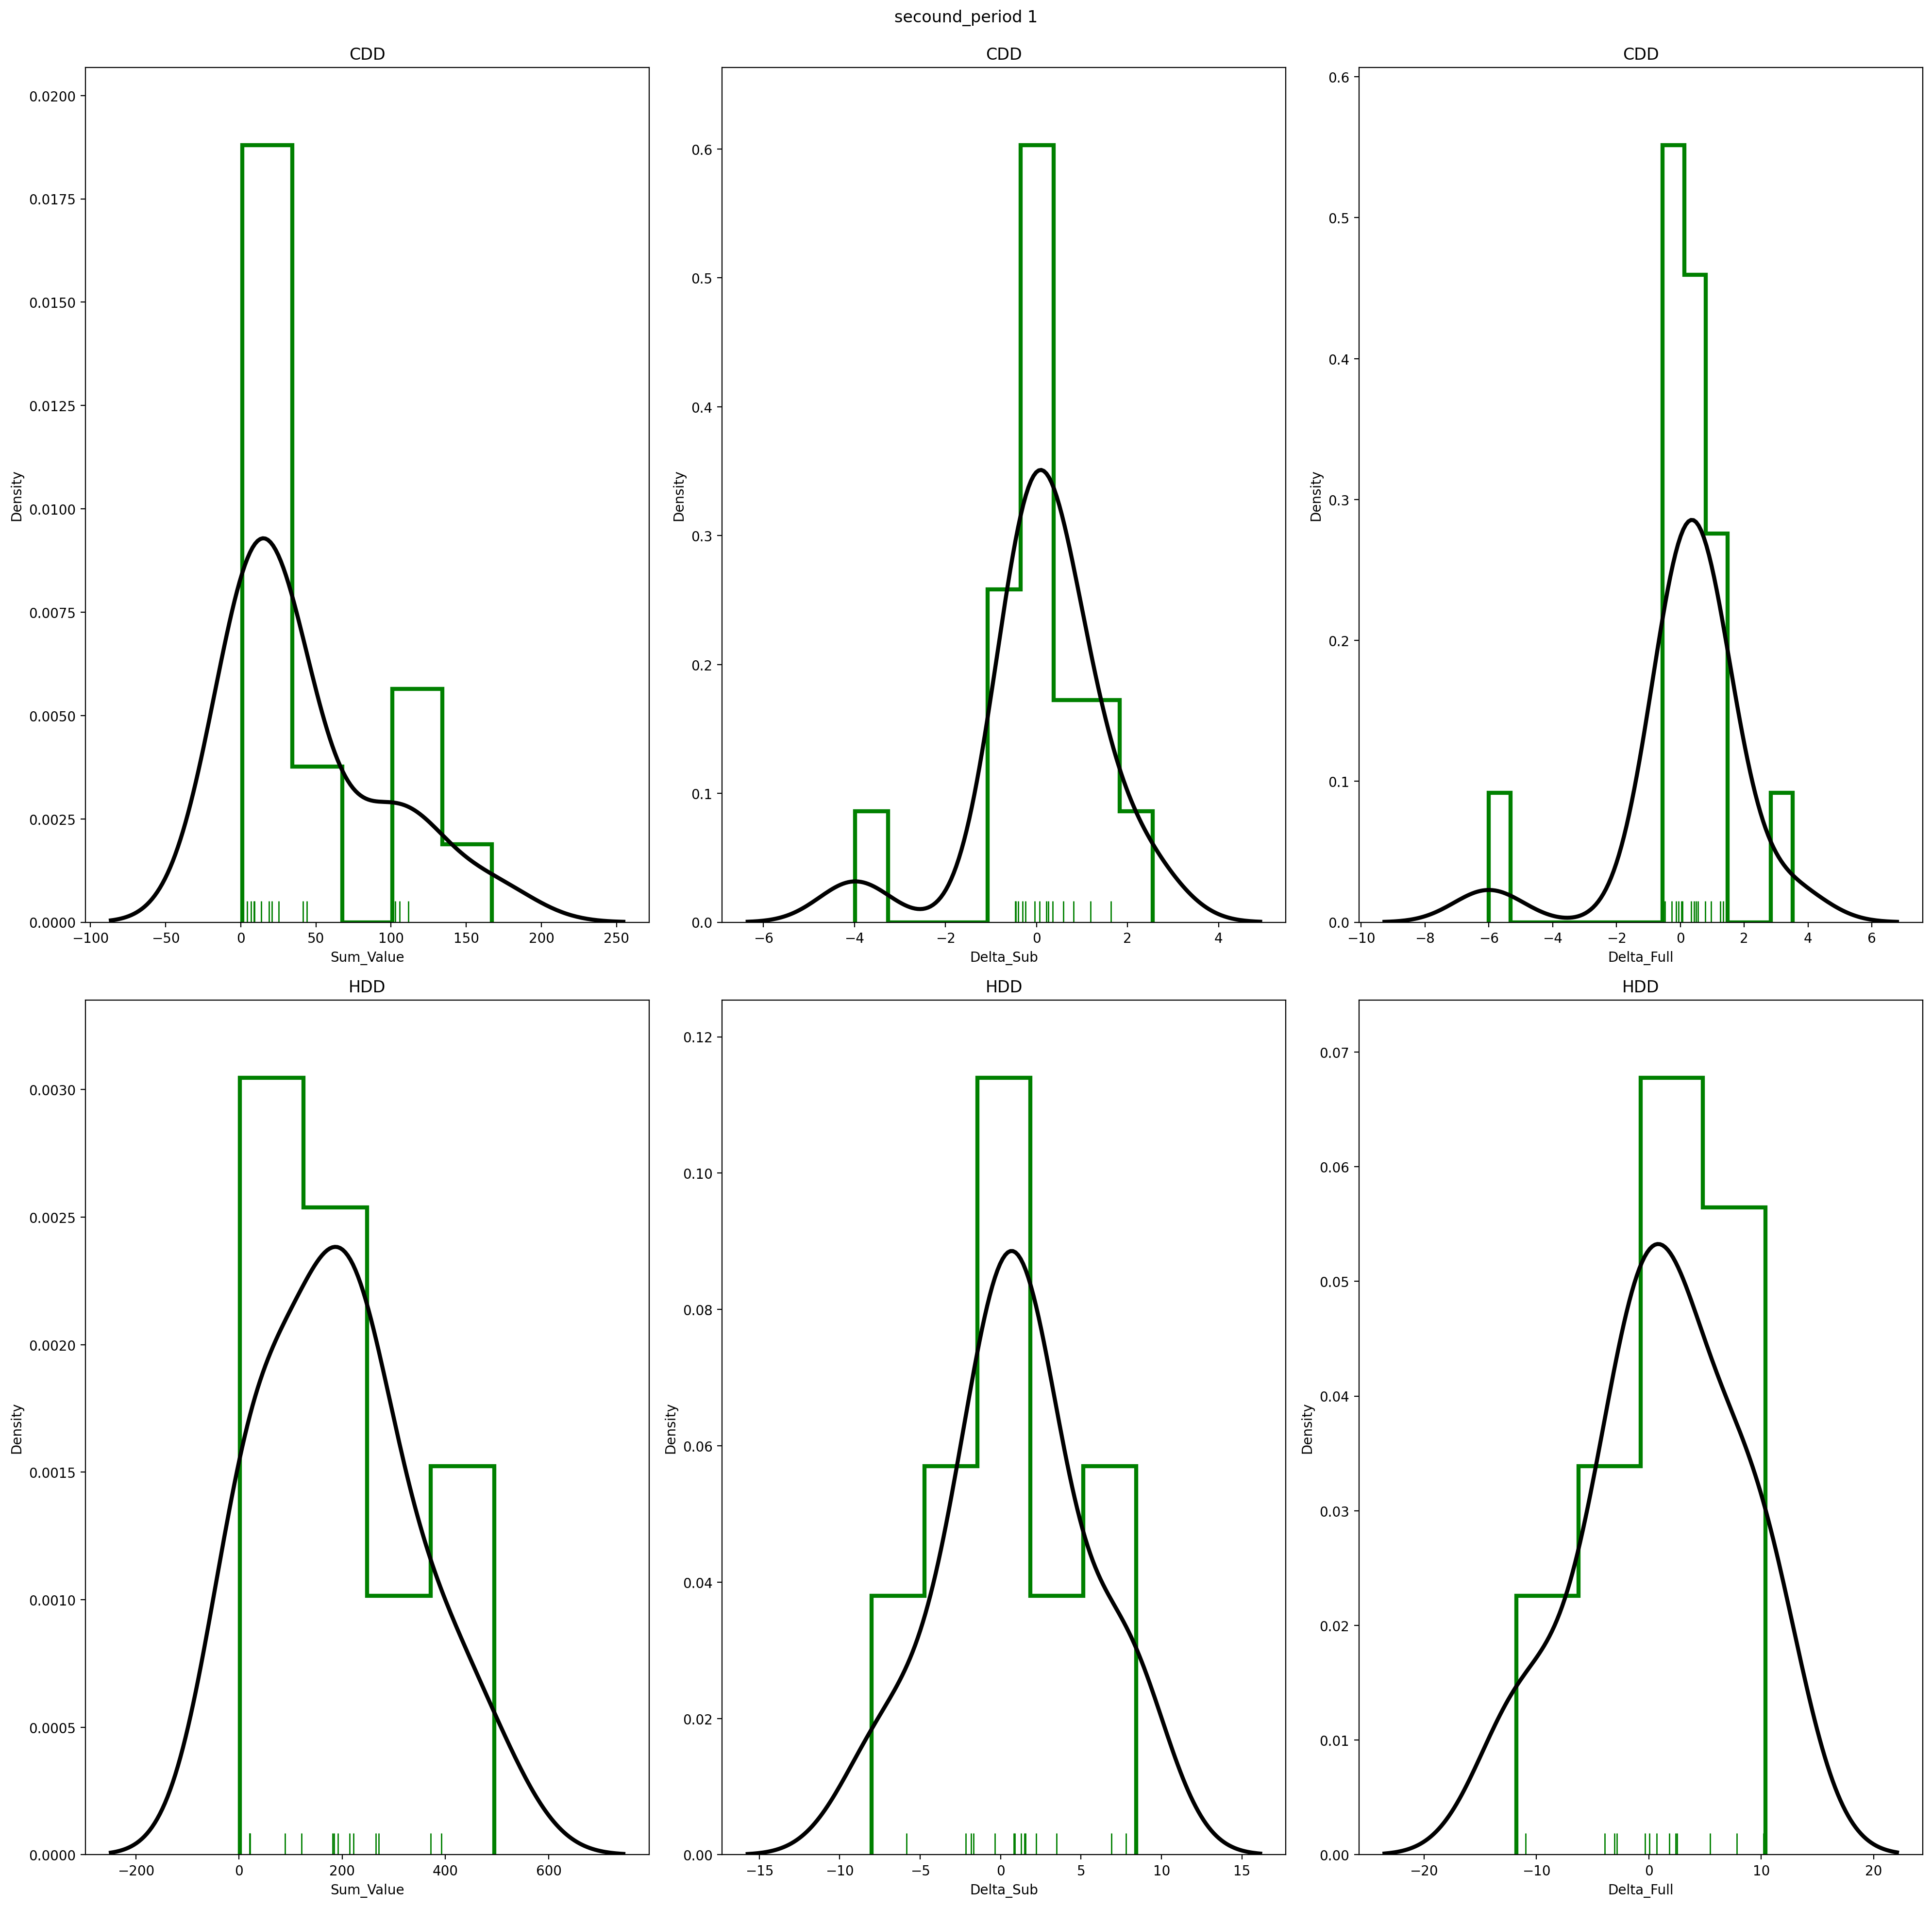 secound_period 1
CDD
CDD
CDD
0.0200
0.0175
0.0150
0.0125
0.0100
0.0075
0.0050
0.0025
0.0000
Density
−100 −50 0 50 100 150 200 250
Sum_Value
0.6
0.5
0.4
0.3
0.2
0.1
0.0
Density
−6 −4 −2 0 2 4
Delta_Sub
0.6
0.5
0.4
0.3
0.2
0.1
0.0
Density
−10 −8 −6 −4 −2 0 2 4 6
Delta_Full
HDD
HDD
HDD
0.0030
0.0025
0.0020
0.0015
0.0010
0.0005
0.0000
Density
−200 0 200 400 600
Sum_Value
0.12
0.10
0.08
0.06
0.04
0.02
0.00
Density
−15 −10 −5 0 5 10 15
Delta_Sub
0.07
0.06
0.05
0.04
0.03
0.02
0.01
0.00
Density
−20 −10 0 10 20
Delta_Full